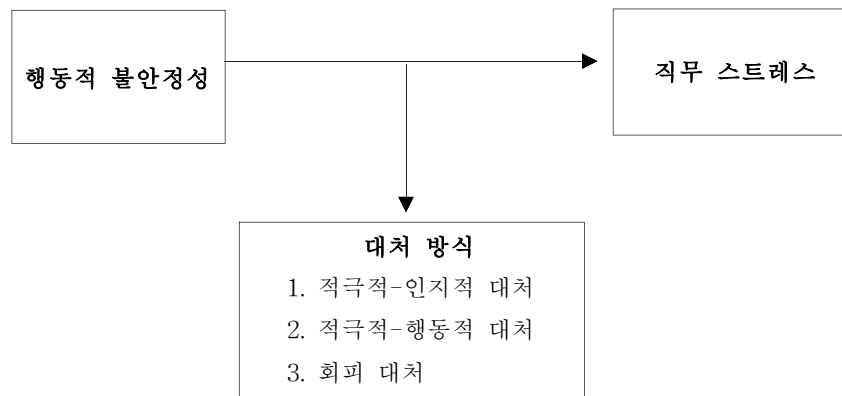 행동적 불안정성
직무 스트레스
대처 방식
1. 적극적-인지적 대처
2. 적극적-행동적 대처
3. 회피 대처